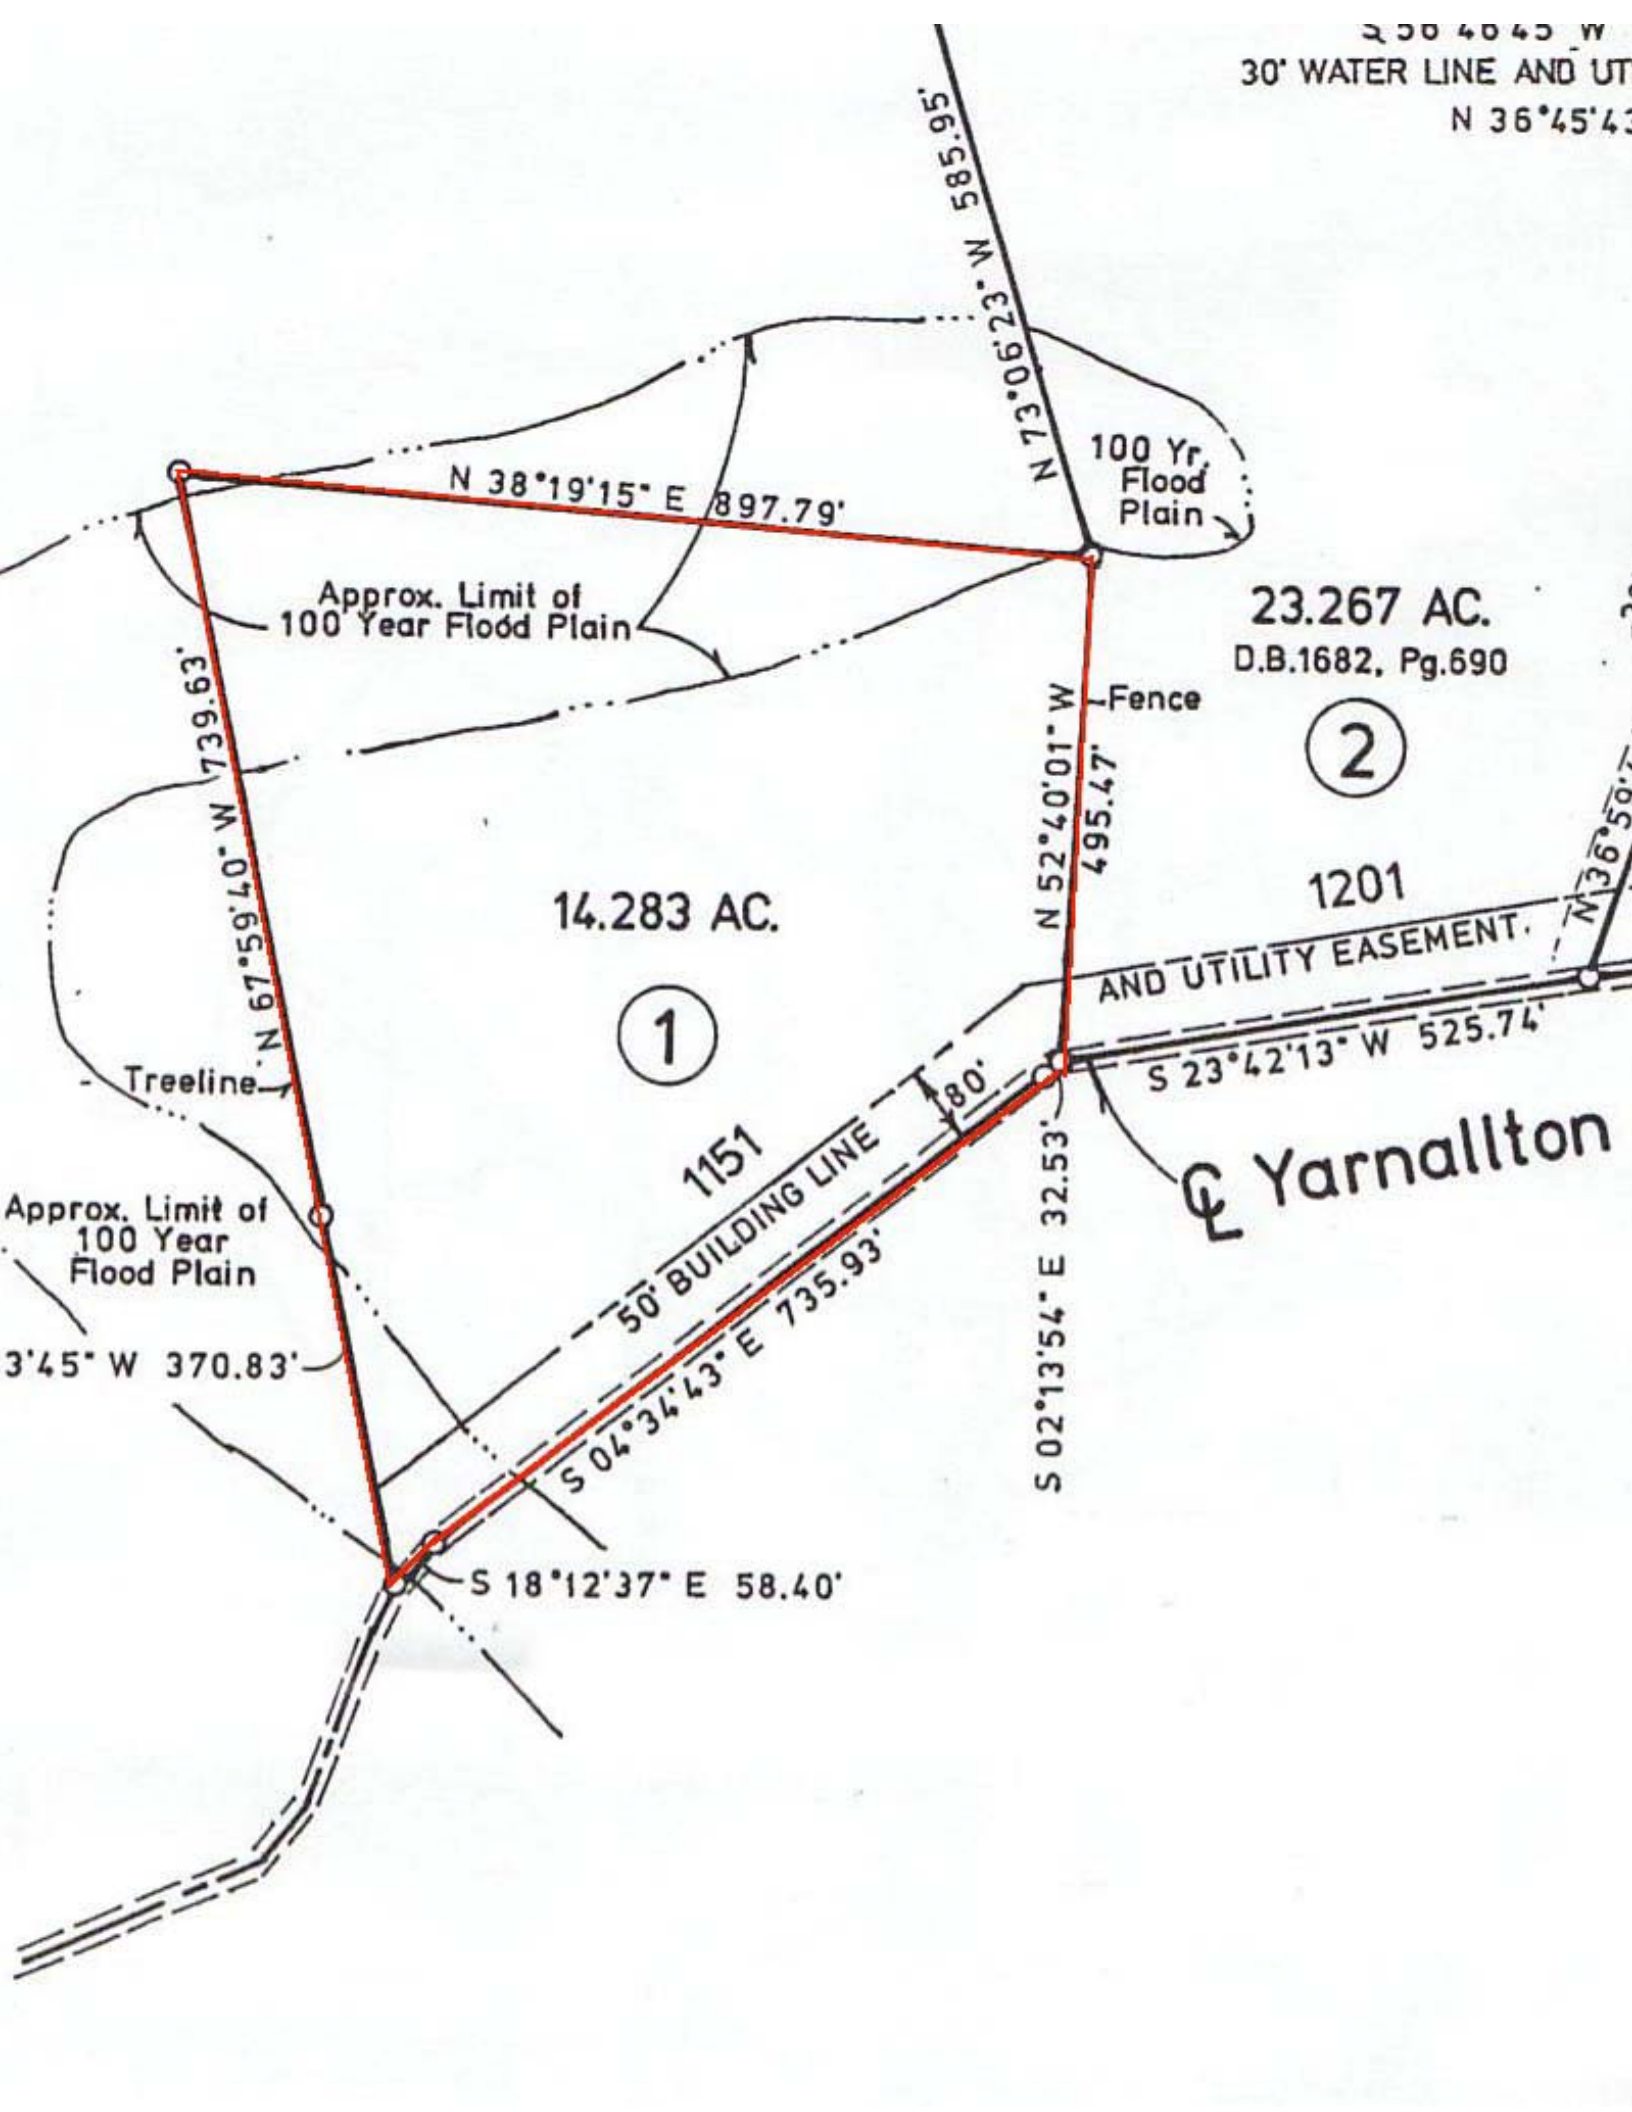 30' WATER LINE AND UT
N 36°45'43
N 73°06'23" W 585.95'
100 Yr.
Flood
Plain
N 38°19'15" E 897.79'
Approx. Limit of
100 Year Flood Plain
23.267 AC.
D.B.1682, Pg.690
2
Fence
N 52°40'01" W
495.47'
N 67°59'40" W 739.63'
14.283 AC.
1
1201
N 36°59'
AND UTILITY EASEMENT.
S 23°42'13" W 525.74'
Treeline
80'
1151
50' BUILDING LINE
℄ Yarnallton
Approx. Limit of
100 Year
Flood Plain
3'45" W 370.83'
S 04°34'43" E 735.93'
S 02°13'54" E 32.53'
S 18°12'37" E 58.40'